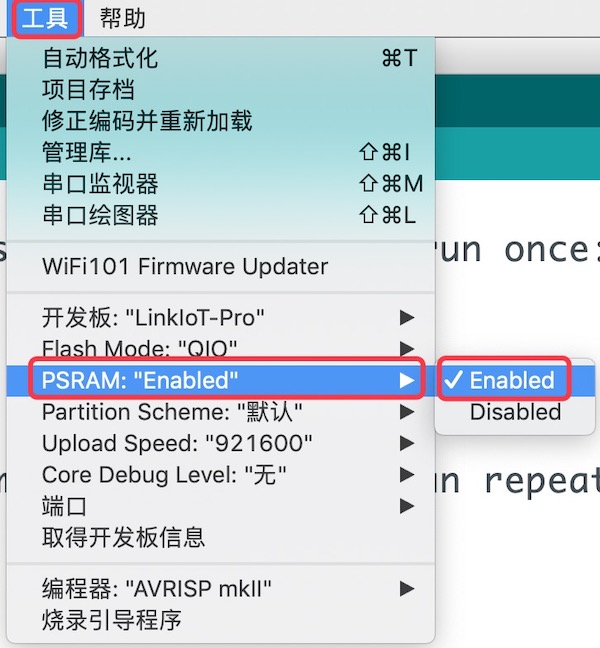 工具 帮助
自动格式化 ⌘T
项目存档
修正编码并重新加载
管理库... ⇧⌘I
串口监视器 ⇧⌘M
串口绘图器 ⇧⌘L
run once:
WiFi101 Firmware Updater
开发板: "LinkIoT-Pro"
Flash Mode: "QIO"
PSRAM: "Enabled"
✓ Enabled
Disabled
Partition Scheme: "默认"
Upload Speed: "921600"
Core Debug Level: "无"
repeat
端口
取得开发板信息
编程器: "AVRISP mkII"
烧录引导程序